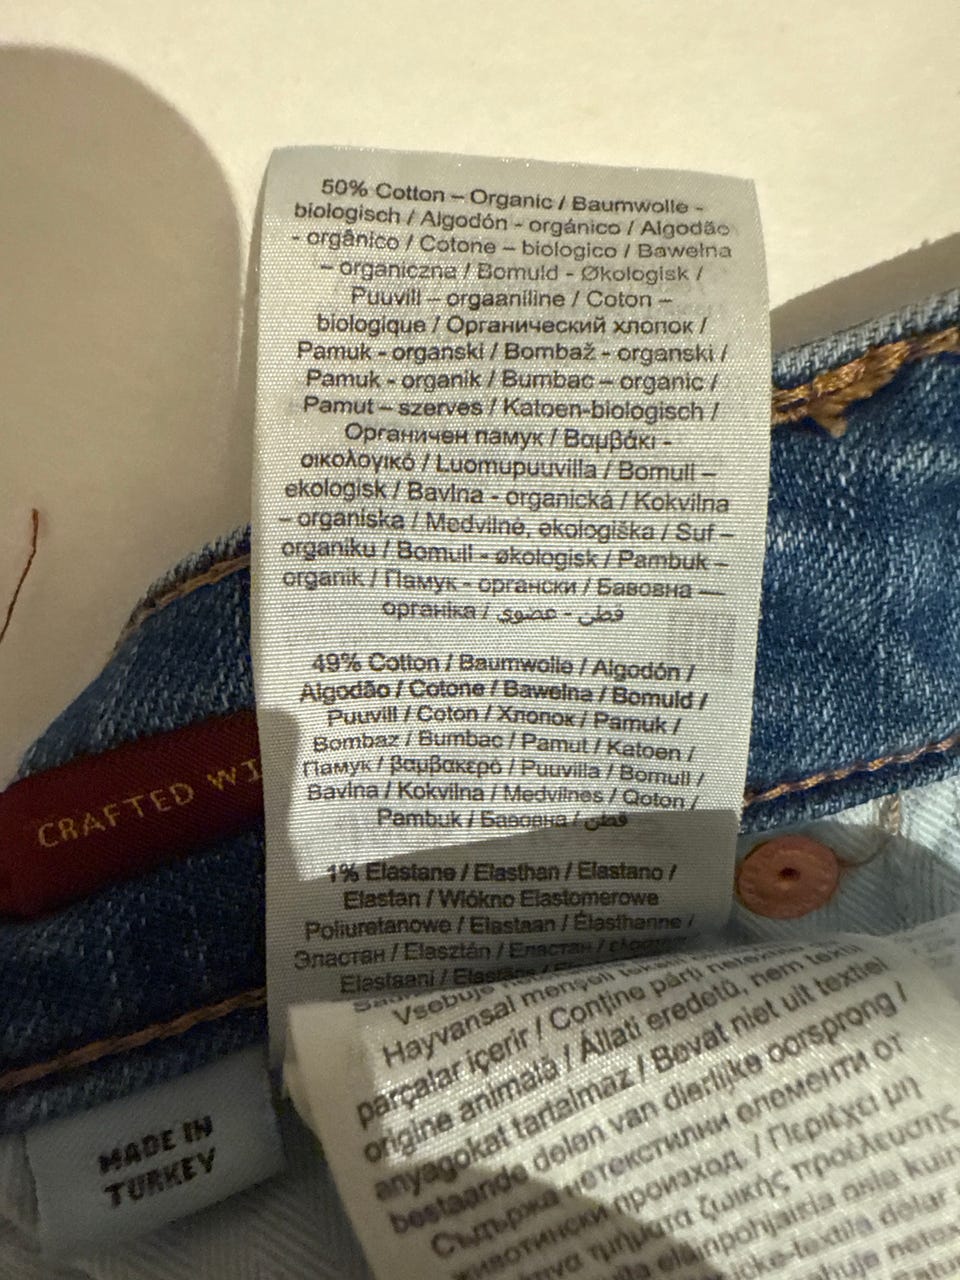 50% Cotton – Organic / Baumwolle -
biologisch / Algodón - orgánico / Algodão
- orgânico / Cotone – biologico / Bawełna
– organiczna / Bomuld - Økologisk /
Puuvill – orgaaniline / Coton –
biologique / Органический хлопок /
Pamuk - organski / Bombaž - organski /
Pamuk - organik / Bumbac – organic /
Pamut – szerves / Katoen-biologisch /
Органичен памук / Βαμβάκι -
οικολογικό / Luomupuuvilla / Bomull –
ekologisk / Bavlna - organická / Kokvilna
– organiska / Medvilnė, ekologiška / Suf –
organiku / Bomull - økologisk / Pambuk –
organik / Памук - органски / Бавовна —
органіка / قطن - عضوي
49% Cotton / Baumwolle / Algodón /
Algodão / Cotone / Bawełna / Bomuld /
Puuvill / Coton / Хлопок / Pamuk /
Bombaz / Bumbac / Pamut / Katoen /
Памук / βαμβακερό / Puuvilla / Bomull /
Bavlna / Kokvilna / Medvilnes / Qoton /
Pambuk / Бавовна / قطن
1% Elastane / Elasthan / Elastano /
Elastan / Wiókno Elastomerowe
Poliuretanowe / Elastaan / Élasthanne /
Эластан / Elasztán / Еластан /
Elastaani /
Vsebuje
Hayvansal menşeli
parçalar içerir / Conține părți
origine animală / Állati eredetű, nem textil
anyagokat tartalmaz / Bevat niet uit textiel
bestaande delen van dierlijke oorsprong /
Съдържа нетекстилни елементи от
животински произход. / Περιέχει μη
τμήματα ζωικής προέλευσης
CRAFTED WI
MADE IN
TURKEY